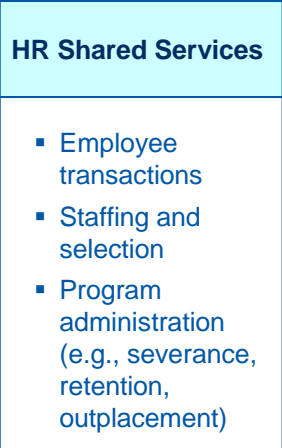 HR Shared Services
▪ Employee
transactions
▪ Staffing and
selection
▪ Program
administration
(e.g., severance,
retention,
outplacement)